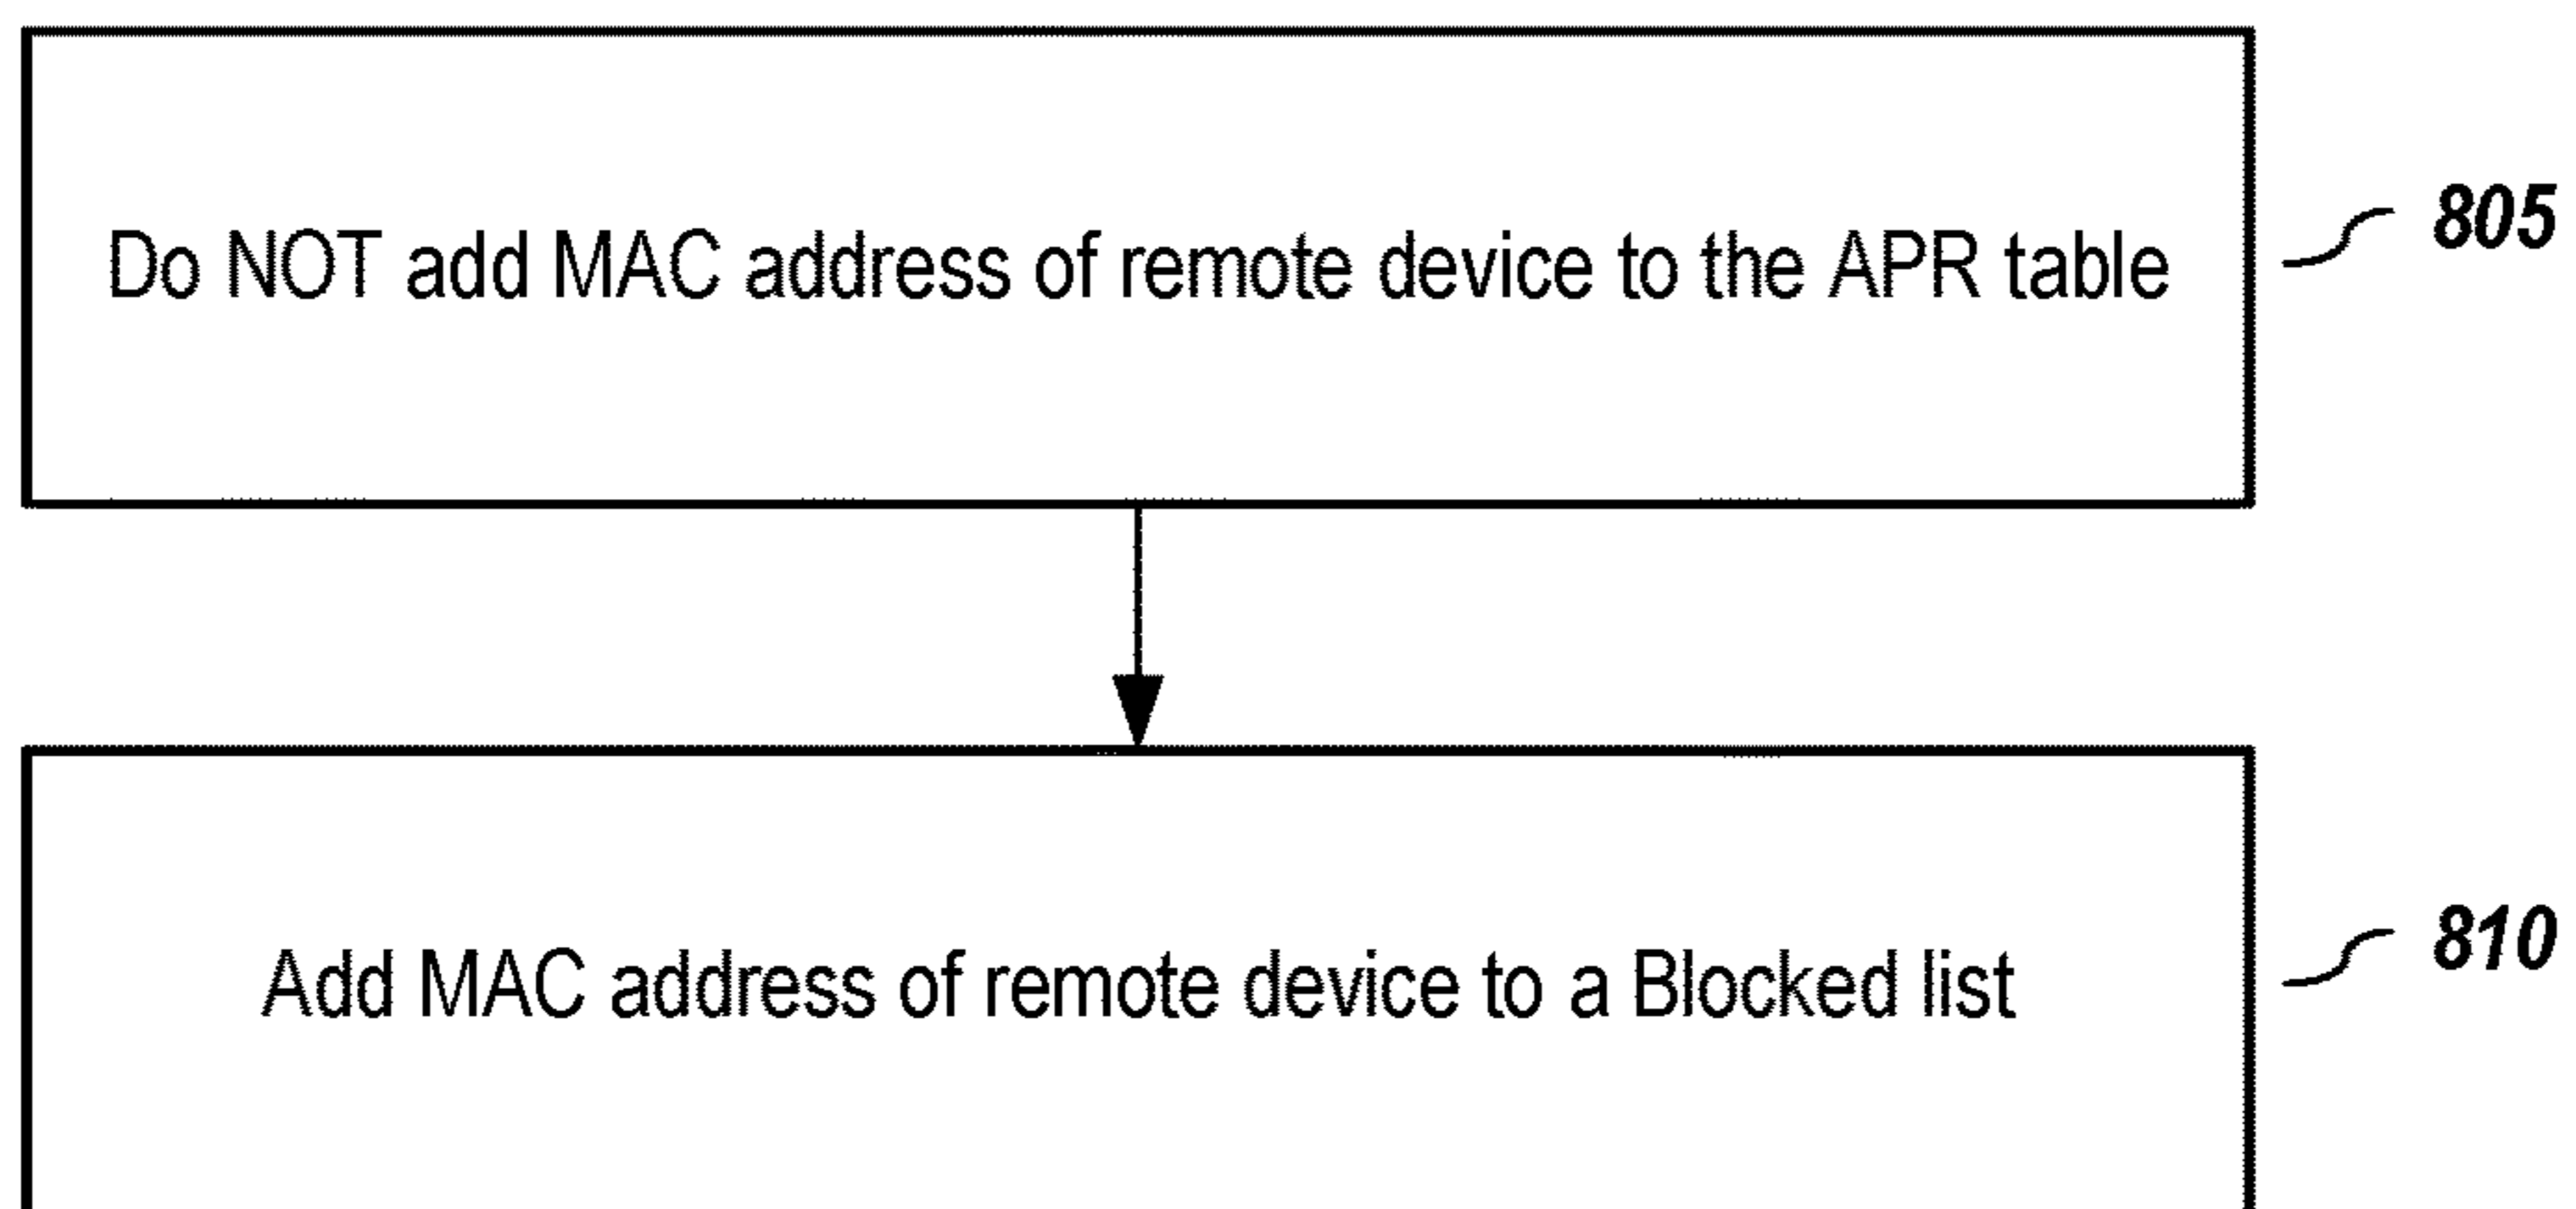 Do NOT add MAC address of remote device to the APR table
805
Add MAC address of remote device to a Blocked list
810